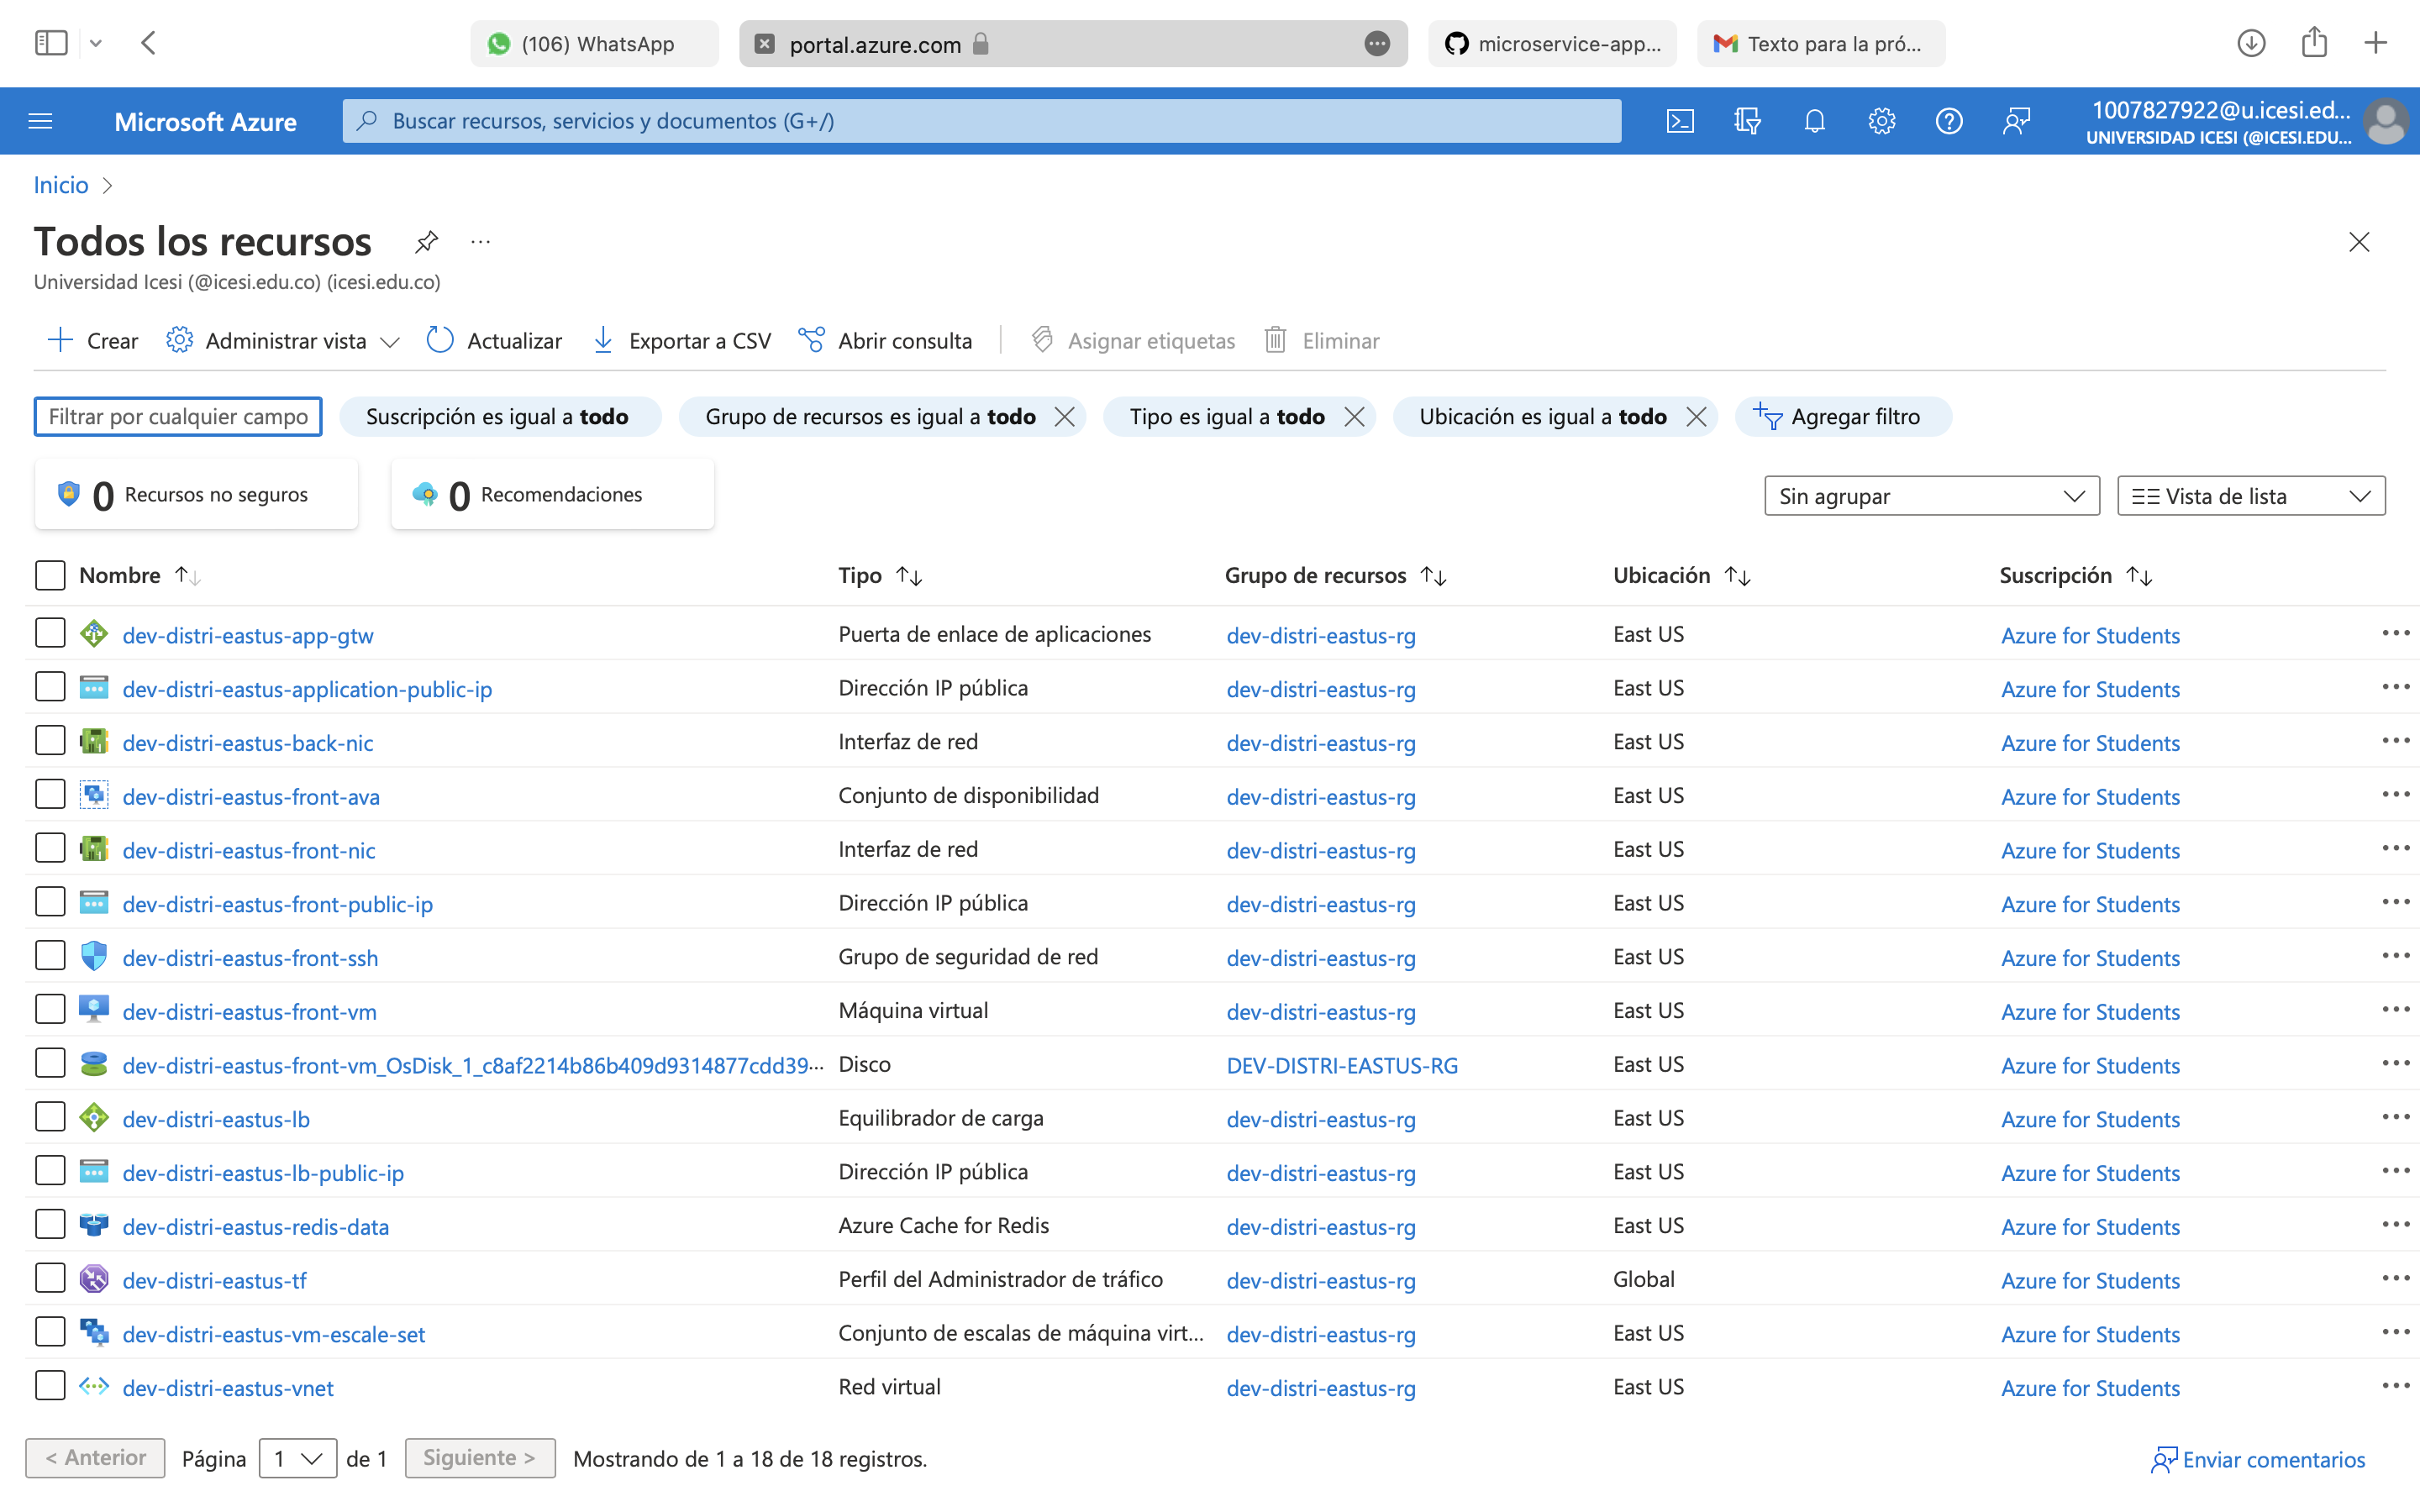 (106) WhatsApp
portal.azure.com
microservice-app...
Texto para la pró...
Microsoft Azure
Buscar recursos, servicios y documentos (G+/)
1007827922@u.icesi.ed...
UNIVERSIDAD ICESI (@ICESI.EDU...
Inicio
Todos los recursos
Universidad Icesi (@icesi.edu.co) (icesi.edu.co)
Crear Administrar vista Actualizar Exportar a CSV Abrir consulta Asignar etiquetas Eliminar
Filtrar por cualquier campo Suscripción es igual a todo Grupo de recursos es igual a todo Tipo es igual a todo Ubicación es igual a todo Agregar filtro
0 Recursos no seguros 0 Recomendaciones Sin agrupar Vista de lista
Nombre Tipo Grupo de recursos Ubicación Suscripción
dev-distri-eastus-app-gtw Puerta de enlace de aplicaciones dev-distri-eastus-rg East US Azure for Students
dev-distri-eastus-application-public-ip Dirección IP pública dev-distri-eastus-rg East US Azure for Students
dev-distri-eastus-back-nic Interfaz de red dev-distri-eastus-rg East US Azure for Students
dev-distri-eastus-front-ava Conjunto de disponibilidad dev-distri-eastus-rg East US Azure for Students
dev-distri-eastus-front-nic Interfaz de red dev-distri-eastus-rg East US Azure for Students
dev-distri-eastus-front-public-ip Dirección IP pública dev-distri-eastus-rg East US Azure for Students
dev-distri-eastus-front-ssh Grupo de seguridad de red dev-distri-eastus-rg East US Azure for Students
dev-distri-eastus-front-vm Máquina virtual dev-distri-eastus-rg East US Azure for Students
dev-distri-eastus-front-vm_OsDisk_1_c8af2214b86b409d9314877cdd39... Disco DEV-DISTRI-EASTUS-RG East US Azure for Students
dev-distri-eastus-lb Equilibrador de carga dev-distri-eastus-rg East US Azure for Students
dev-distri-eastus-lb-public-ip Dirección IP pública dev-distri-eastus-rg East US Azure for Students
dev-distri-eastus-redis-data Azure Cache for Redis dev-distri-eastus-rg East US Azure for Students
dev-distri-eastus-tf Perfil del Administrador de tráfico dev-distri-eastus-rg Global Azure for Students
dev-distri-eastus-vm-escale-set Conjunto de escalas de máquina virt... dev-distri-eastus-rg East US Azure for Students
dev-distri-eastus-vnet Red virtual dev-distri-eastus-rg East US Azure for Students
< Anterior Página 1 de 1 Siguiente > Mostrando de 1 a 18 de 18 registros. Enviar comentarios